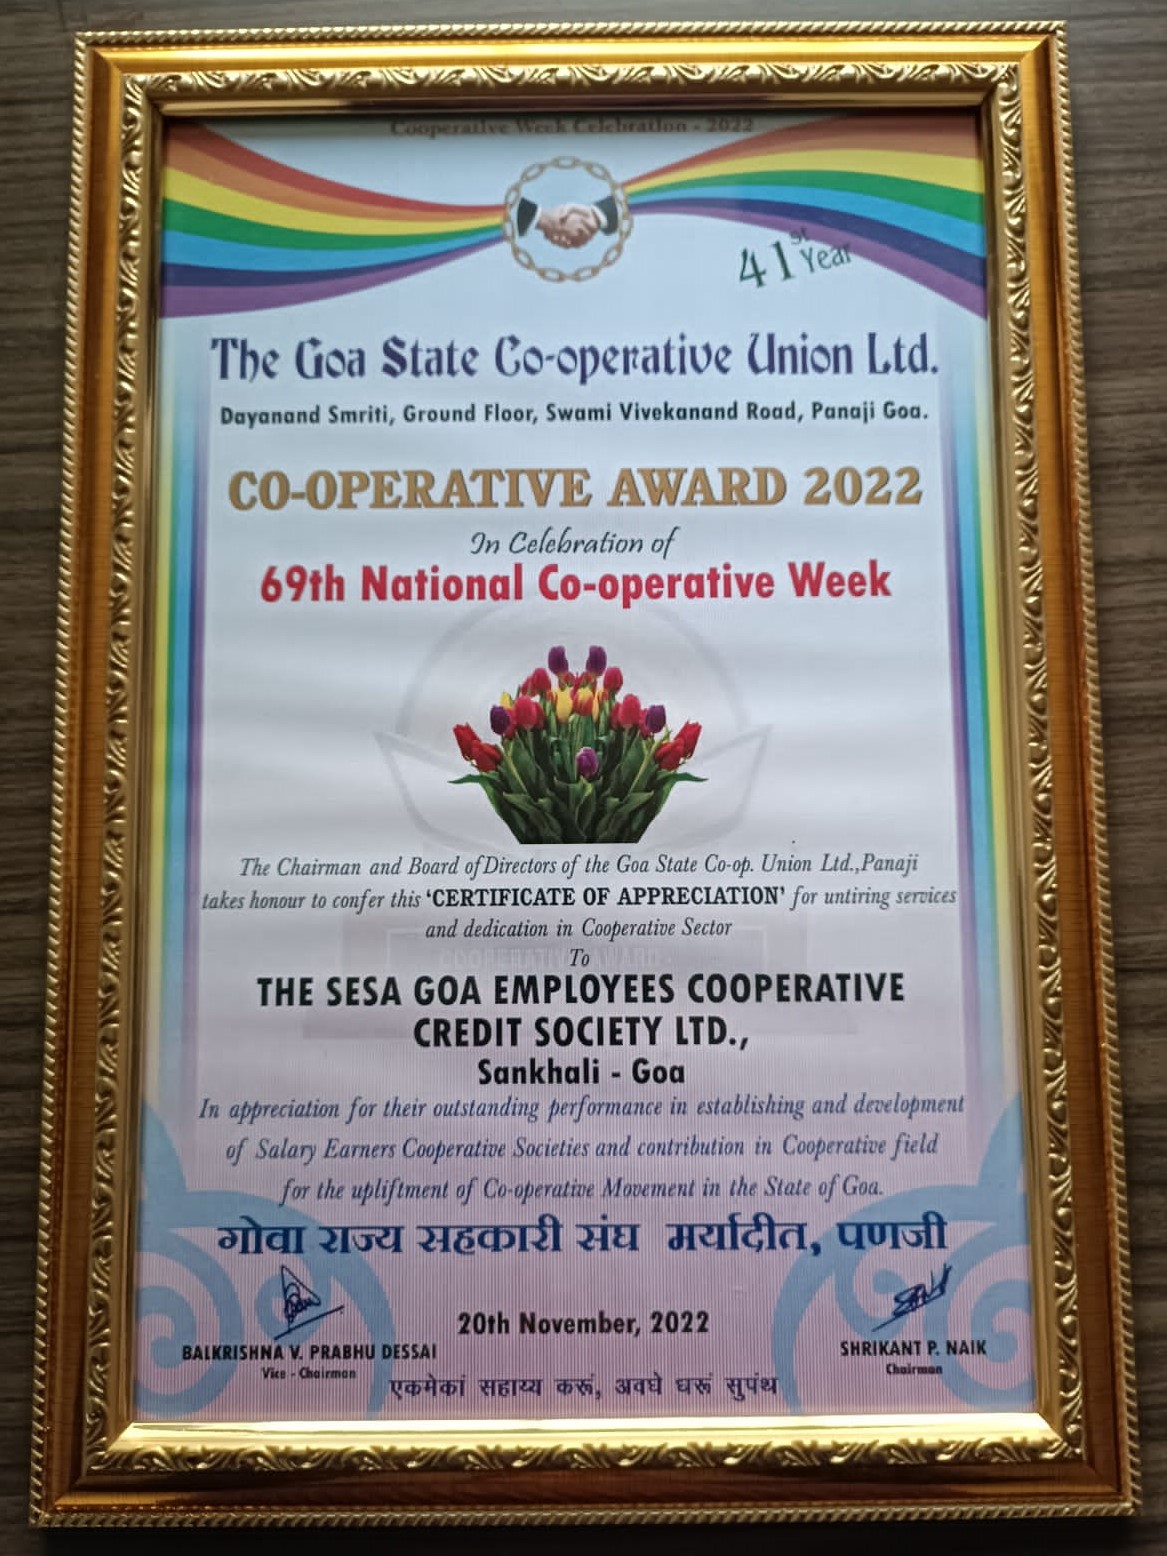 Cooperative Week Celebration - 2022
41st Year
The Goa State Co-operative Union Ltd.
Dayanand Smriti, Ground Floor, Swami Vivekanand Road, Panaji Goa.
CO-OPERATIVE AWARD 2022
In Celebration of
69th National Co-operative Week
The Chairman and Board of Directors of the Goa State Co-op. Union Ltd.,Panaji
takes honour to confer this ‘CERTIFICATE OF APPRECIATION’ for untiring services
and dedication in Cooperative Sector
To
COOPERATIVE AWARD
THE SESA GOA EMPLOYEES COOPERATIVE
CREDIT SOCIETY LTD.,
Sankhali - Goa
In appreciation for their outstanding performance in establishing and development
of Salary Earners Cooperative Societies and contribution in Cooperative field
for the upliftment of Co-operative Movement in the State of Goa.
गोवा राज्य सहकारी संघ मर्यादीत, पणजी
20th November, 2022
BALKRISHNA V. PRABHU DESSAI
Vice - Chairman
SHRIKANT P. NAIK
Chairman
एकमेकां सहाय्य करूं, अवघे धरूं सुपंथ